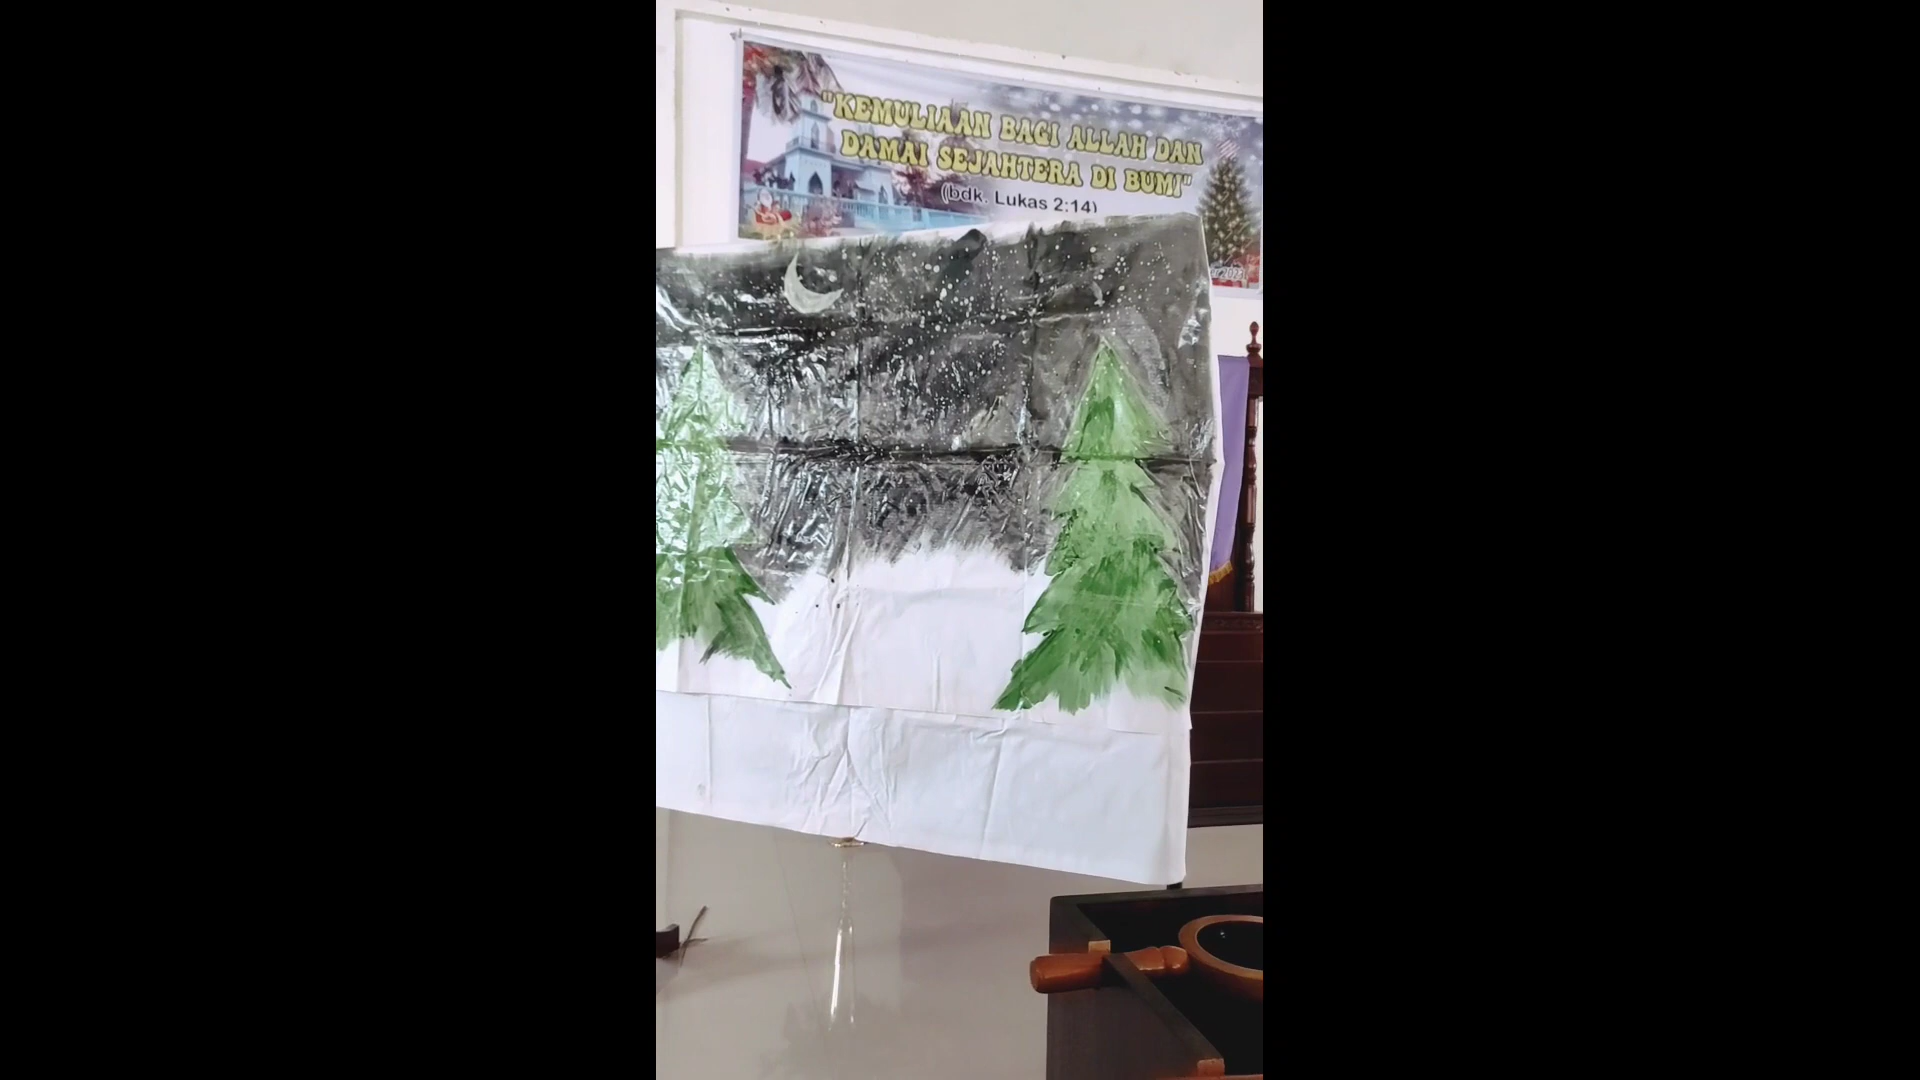 "KEMULIAAN BAGI ALLAH DAN
DAMAI SEJAHTERA DI BUMI"
(bdk. Lukas 2:14)